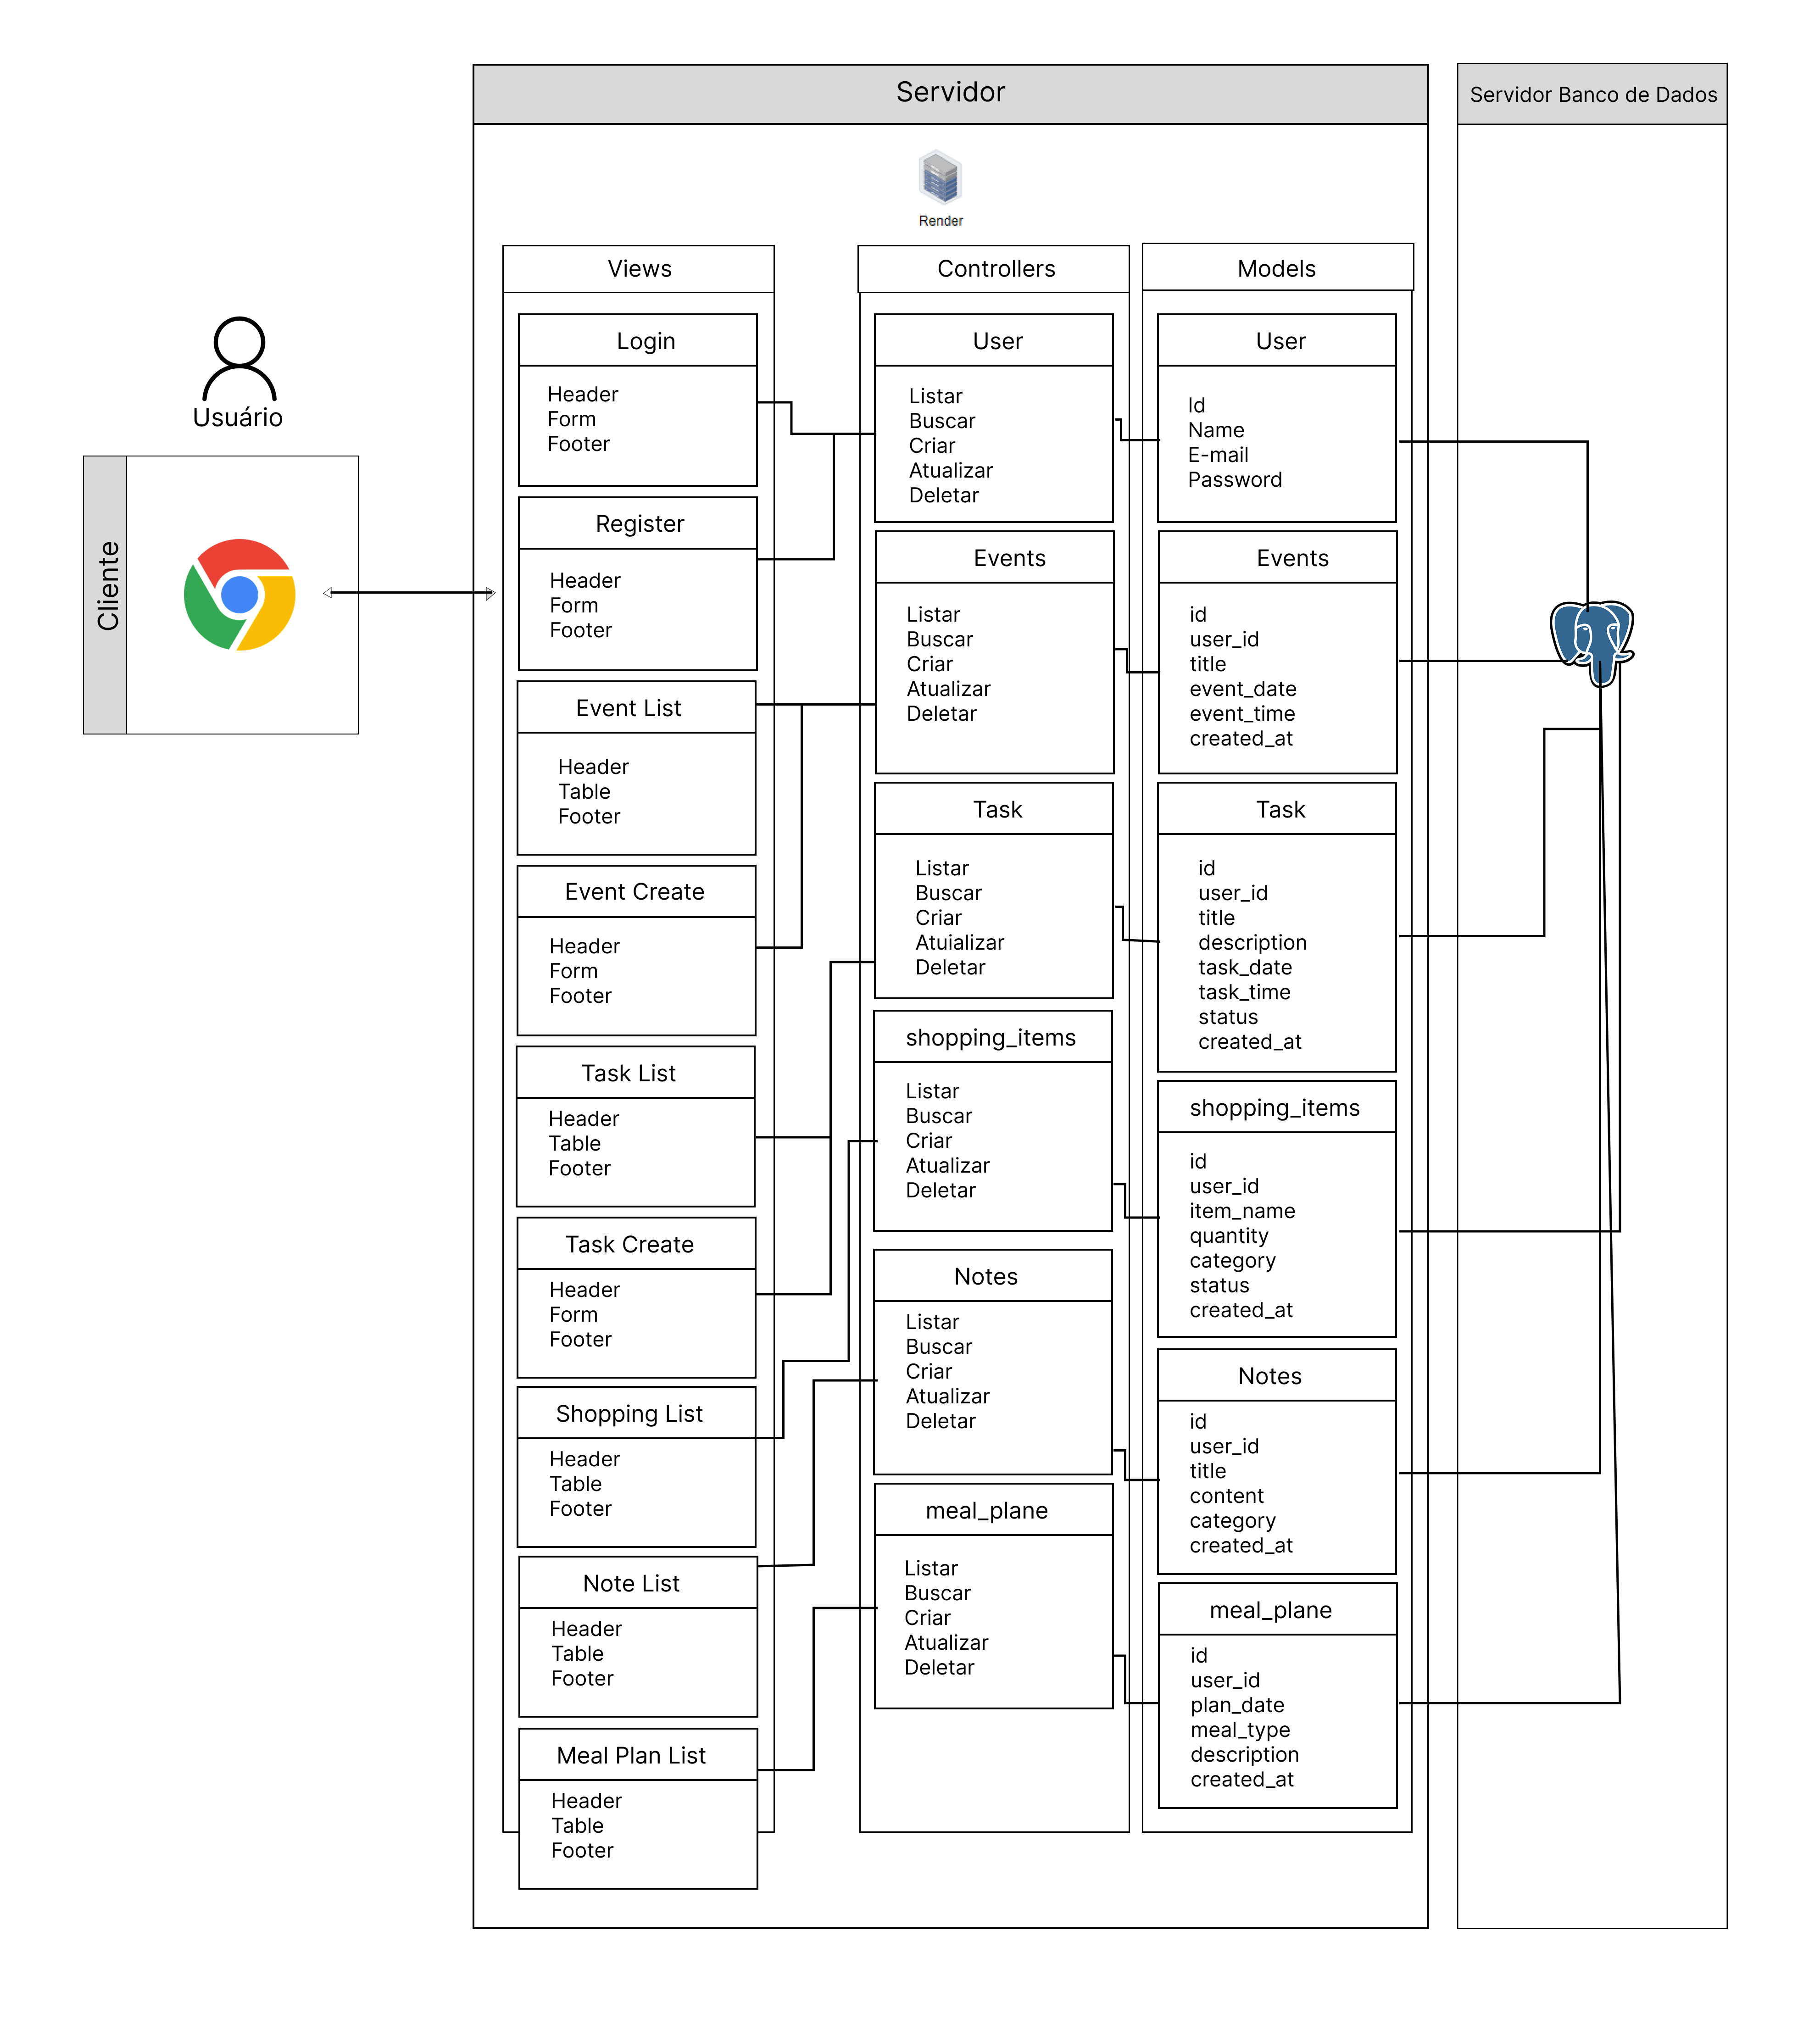 Servidor
Servidor Banco de Dados
Render
Usuário
Cliente
Views
Login
Header
Form
Footer
Register
Header
Form
Footer
Event List
Header
Table
Footer
Event Create
Header
Form
Footer
Task List
Header
Table
Footer
Task Create
Header
Form
Footer
Shopping List
Header
Table
Footer
Note List
Header
Table
Footer
Meal Plan List
Header
Table
Footer
Controllers
User
Listar
Buscar
Criar
Atualizar
Deletar
Events
Listar
Buscar
Criar
Atualizar
Deletar
Task
Listar
Buscar
Criar
Atuializar
Deletar
shopping_items
Listar
Buscar
Criar
Atualizar
Deletar
Notes
Listar
Buscar
Criar
Atualizar
Deletar
meal_plane
Listar
Buscar
Criar
Atualizar
Deletar
Models
User
Id
Name
E-mail
Password
Events
id
user_id
title
event_date
event_time
created_at
Task
id
user_id
title
description
task_date
task_time
status
created_at
shopping_items
id
user_id
item_name
quantity
category
status
created_at
Notes
id
user_id
title
content
category
created_at
meal_plane
id
user_id
plan_date
meal_type
description
created_at